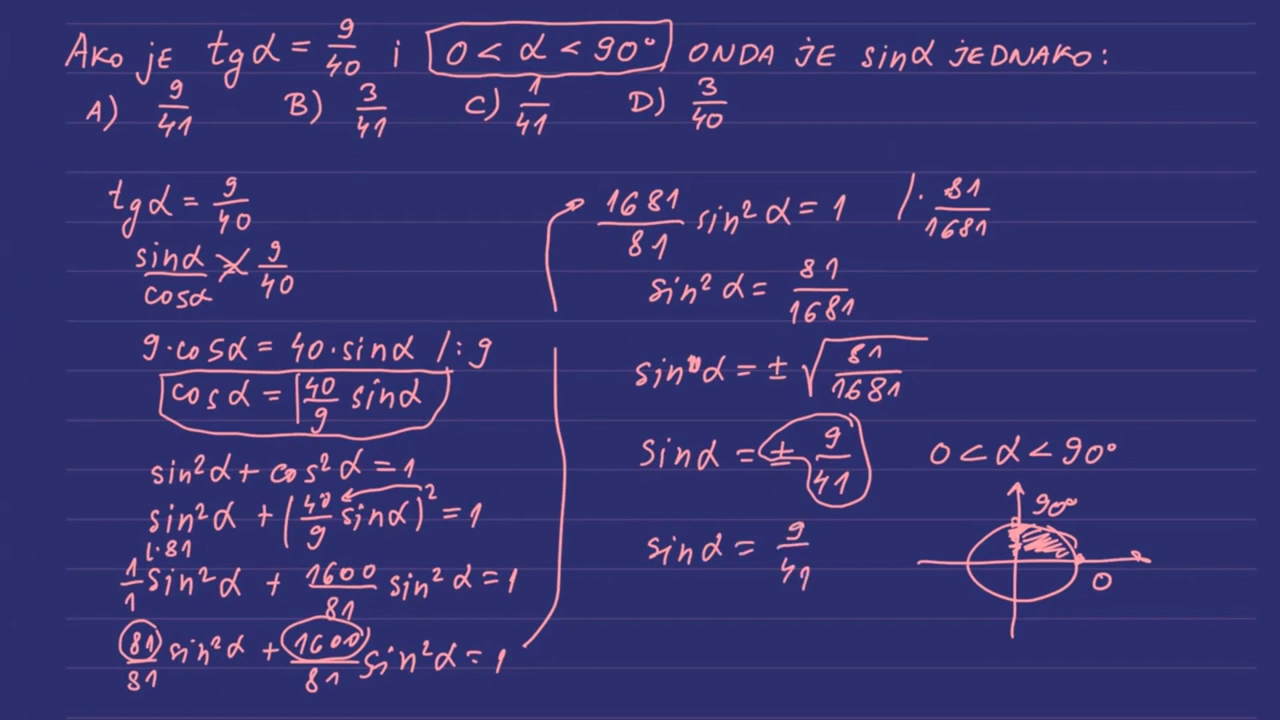 AKO JE tgα = 9/40 i 0 < α < 90° ONDA JE sinα JEDNAKO:
A) 9/41 B) 3/41 C) 1/41 D) 3/40
tgα = 9/40
sinα/cosα = 9/40
9·cosα = 40·sinα /:9
cosα = 40/9 sinα
sin²α + cos²α = 1
sin²α + (40/9 sinα)² = 1
1·81
1/1 sin²α + 1600/81 sin²α = 1
81/81 sin²α + 1600/81 sin²α = 1
1681/81 sin²α = 1 /· 81/1681
sin²α = 81/1681
sinα = ± √(81/1681)
sinα = ± 9/41 0 < α < 90°
sinα = 9/41
90°
0